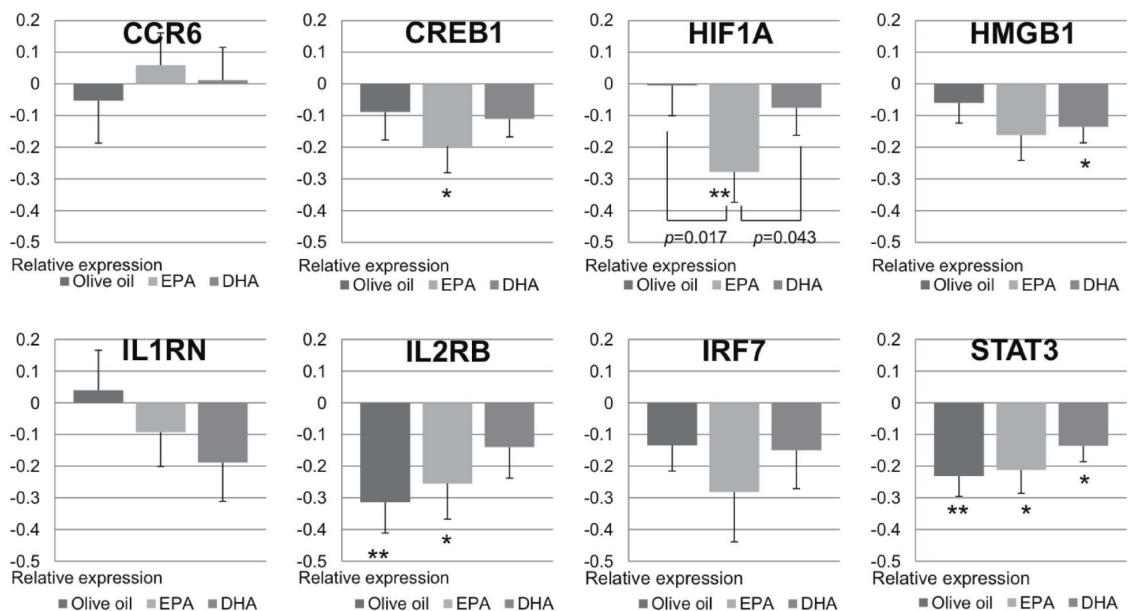 CCR6
0.2
0.1
0
-0.1
-0.2
-0.3
-0.4
-0.5
Relative expression
Olive oil EPA DHA
CREB1
0.2
0.1
0
-0.1
-0.2
-0.3
-0.4
-0.5
*
Relative expression
Olive oil EPA DHA
HIF1A
0.2
0.1
0
-0.1
-0.2
-0.3
-0.4
-0.5
**
p=0.017 p=0.043
Relative expression
Olive oil EPA DHA
HMGB1
0.2
0.1
0
-0.1
-0.2
-0.3
-0.4
-0.5
*
Relative expression
Olive oil EPA DHA
IL1RN
0.2
0.1
0
-0.1
-0.2
-0.3
-0.4
-0.5
Relative expression
Olive oil EPA DHA
IL2RB
0.2
0.1
0
-0.1
-0.2
-0.3
-0.4
-0.5
** *
Relative expression
Olive oil EPA DHA
IRF7
0.2
0.1
0
-0.1
-0.2
-0.3
-0.4
-0.5
Relative expression
Olive oil EPA DHA
STAT3
0.2
0.1
0
-0.1
-0.2
-0.3
-0.4
-0.5
** * *
Relative expression
Olive oil EPA DHA